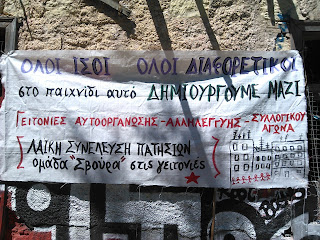 ΟΛΟΙ ΙΣΟΙ ΟΛΟΙ ΔΙΑΦΟΡΕΤΙΚΟΙ
στο παιχνίδι αυτό ΔΗΜΙΟΥΡΓΟΥΜΕ ΜΑΖΙ
ΓΕΙΤΟΝΙΕΣ ΑΥΤΟΟΡΓΑΝΩΣΗΣ-ΑΛΛΗΛΕΓΓΥΗΣ-ΣΥΛΛΟΓΙΚΟΥ
ΑΓΩΝΑ
ΛΑΪΚΗ ΣΥΝΕΛΕΥΣΗ ΠΑΤΗΣΙΩΝ
ομάδα "Σβούρα" στις γειτονιές